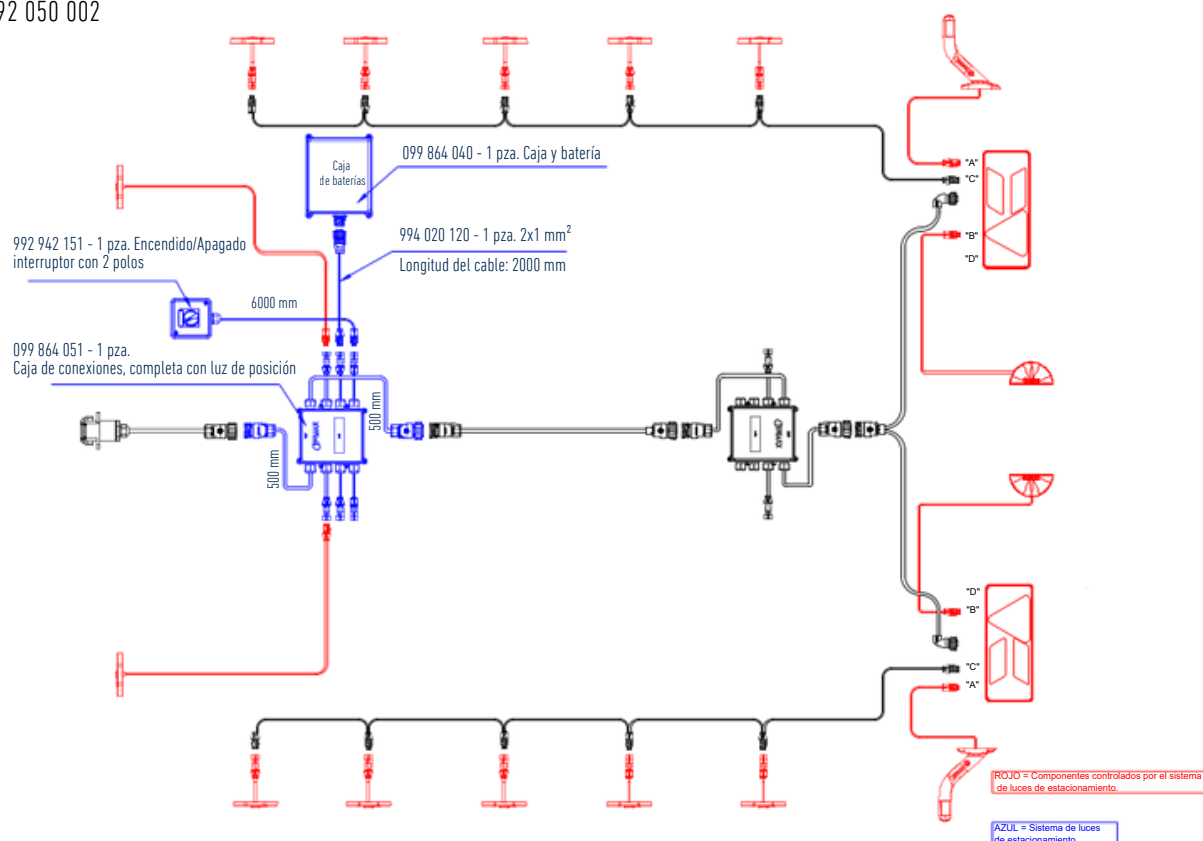 92 050 002
Caja
de baterías
099 864 040 - 1 pza. Caja y batería
992 942 151 - 1 pza. Encendido/Apagado
interruptor con 2 polos
994 020 120 - 1 pza. 2x1 mm²
Longitud del cable: 2000 mm
6000 mm
099 864 051 - 1 pza.
Caja de conexiones, completa con luz de posición
500 mm
500 mm
"A"
"C"
"B"
"D"
"D"
"B"
"C"
"A"
ROJO = Componentes controlados por el sistema
de luces de estacionamiento.
AZUL = Sistema de luces
de estacionamiento